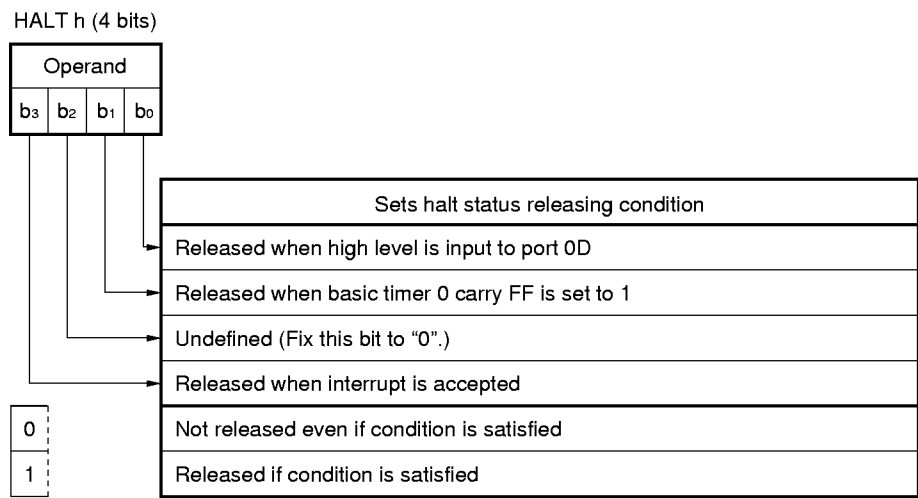 HALT h (4 bits)
Operand
b3 b2 b1 b0
Sets halt status releasing condition
Released when high level is input to port 0D
Released when basic timer 0 carry FF is set to 1
Undefined (Fix this bit to “0”.)
Released when interrupt is accepted
0 Not released even if condition is satisfied
1 Released if condition is satisfied